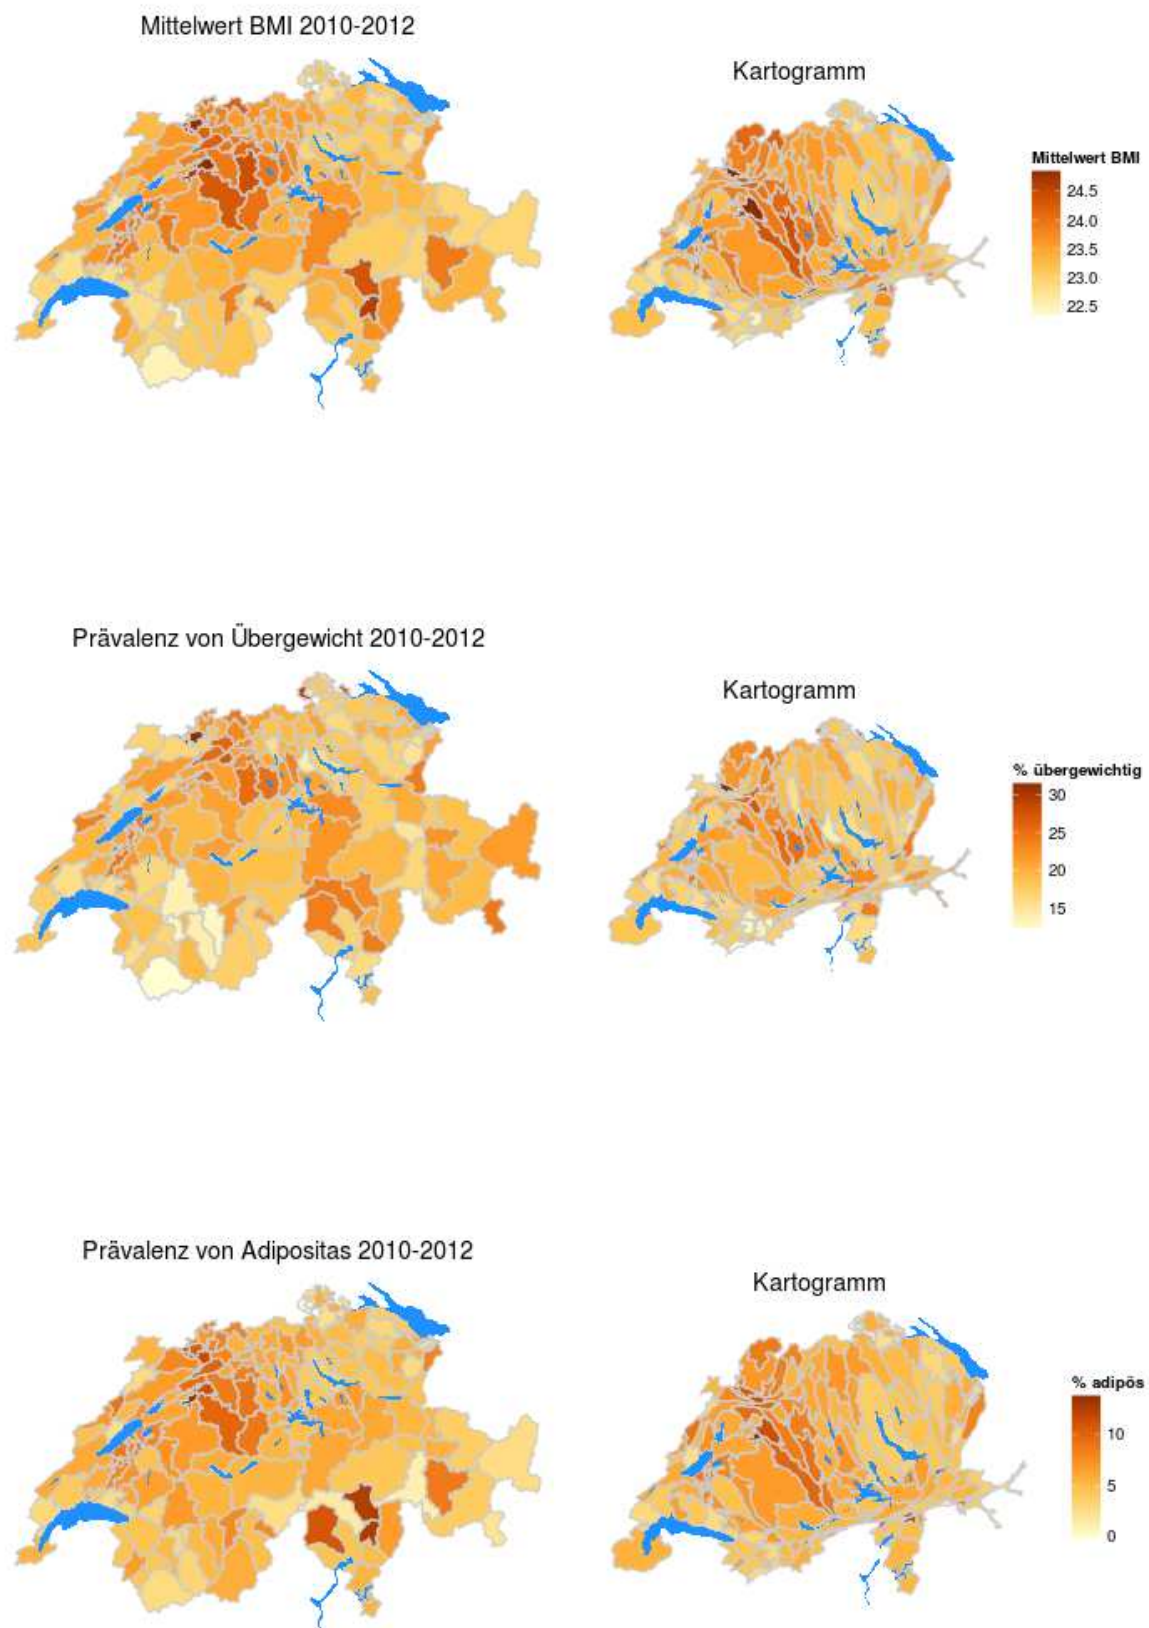 Mittelwert BMI 2010-2012
Kartogramm
Mittelwert BMI
24.5
24.0
23.5
23.0
22.5
Prävalenz von Übergewicht 2010-2012
Kartogramm
% übergewichtig
30
25
20
15
Prävalenz von Adipositas 2010-2012
Kartogramm
% adipös
10
5
0